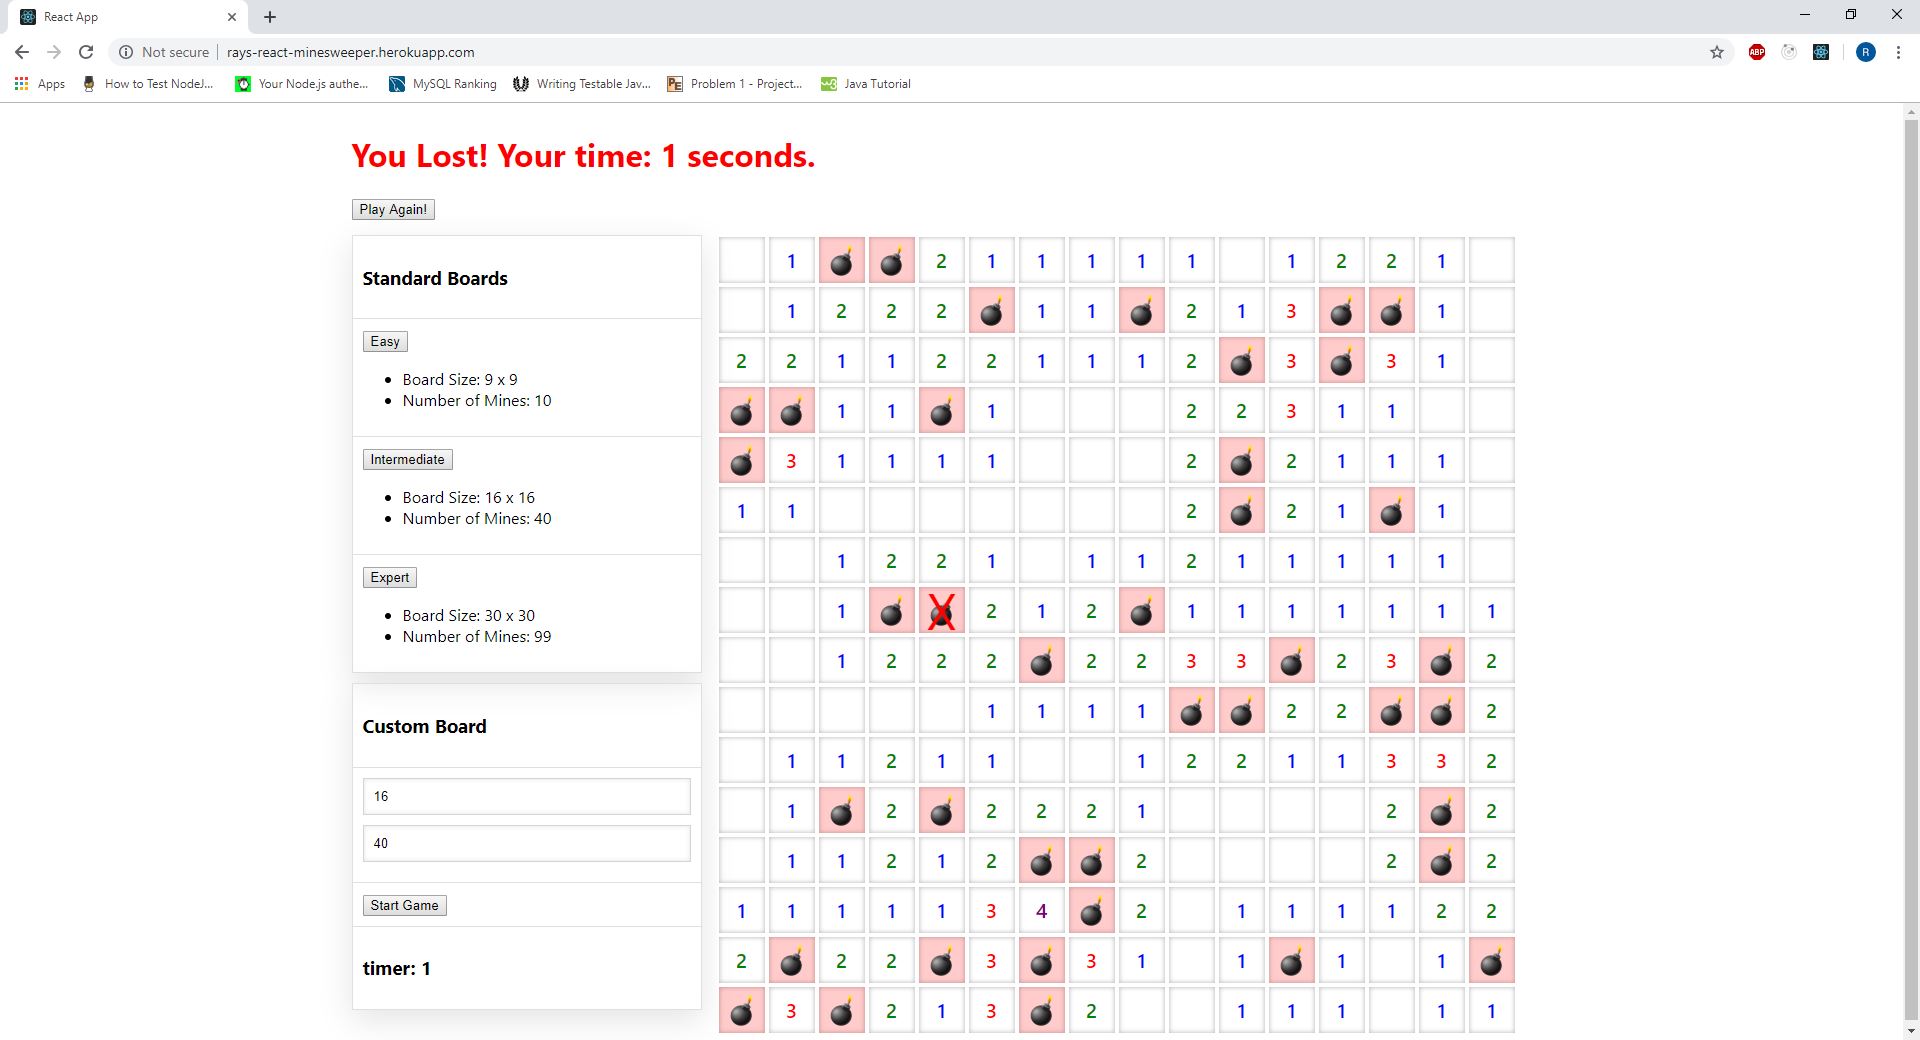 React App
Not secure rays-react-minesweeper.herokuapp.com
ABP R
Apps How to Test NodeJ... Your Node.js authe... MySQL Ranking Writing Testable Jav... PE Problem 1 - Project... w3 Java Tutorial
You Lost! Your time: 1 seconds.
Play Again!
Standard Boards
Easy
Board Size: 9 x 9
Number of Mines: 10
Intermediate
Board Size: 16 x 16
Number of Mines: 40
Expert
Board Size: 30 x 30
Number of Mines: 99
Custom Board
16
40
Start Game
timer: 1
1 2 1 1 1 1 1 1 2 2 1
1 2 2 2 1 1 2 1 3 1
2 2 1 1 2 2 1 1 1 2 3 3 1
1 1 1 2 2 3 1 1
3 1 1 1 1 2 2 1 1 1
1 1 2 2 1 1
1 2 2 1 1 1 2 1 1 1 1 1
1 X 2 1 2 1 1 1 1 1 1 1
1 2 2 2 2 2 3 3 2 3 2
1 1 1 1 2 2 2
1 1 2 1 1 1 2 2 1 1 3 3 2
1 2 2 2 2 1 2 2
1 1 2 1 2 2 2 2
1 1 1 1 1 3 4 2 1 1 1 1 2 2
2 2 2 3 3 1 1 1 1
3 2 1 3 2 1 1 1 1 1